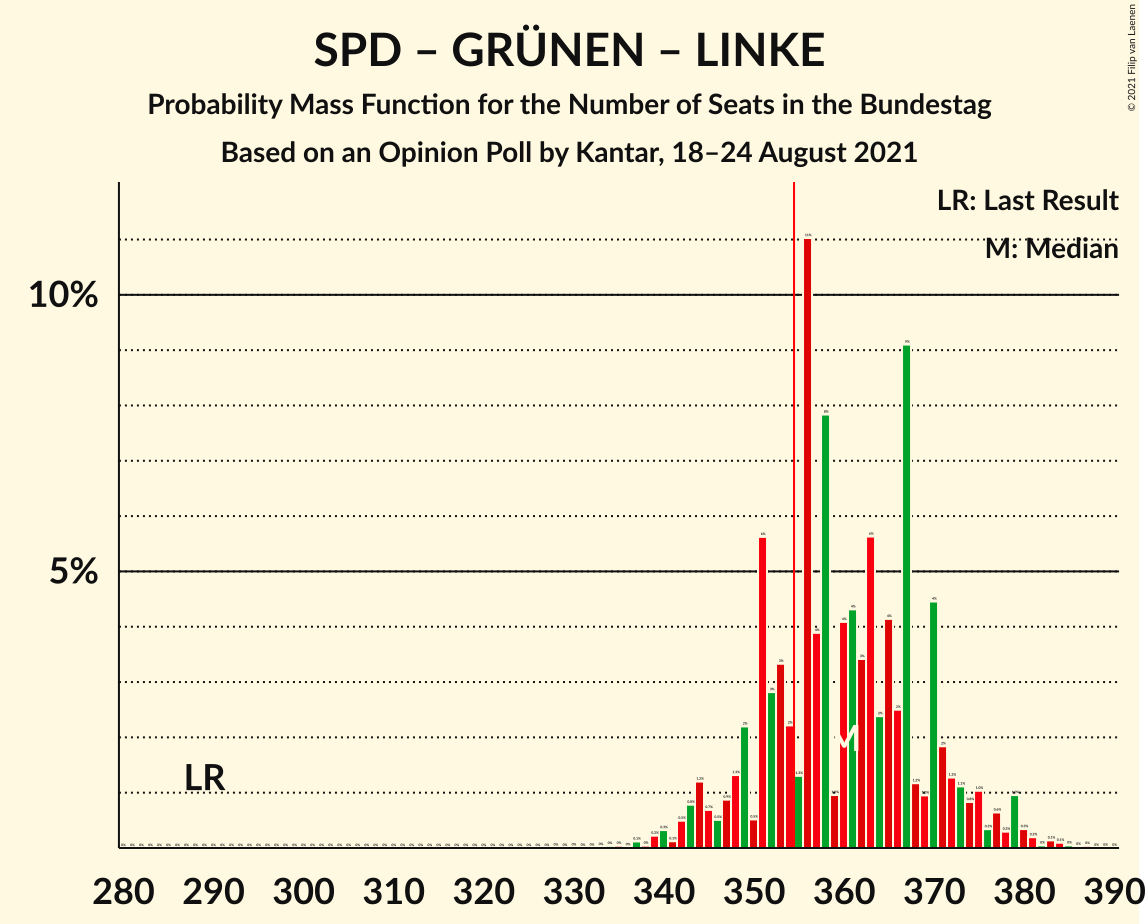 SPD – GRÜNEN – LINKE
Probability Mass Function for the Number of Seats in the Bundestag
Based on an Opinion Poll by Kantar, 18–24 August 2021
© 2021 Filip van Laenen
LR: Last Result
M: Median
10%
5%
LR
M
280 290 300 310 320 330 340 350 360 370 380 390